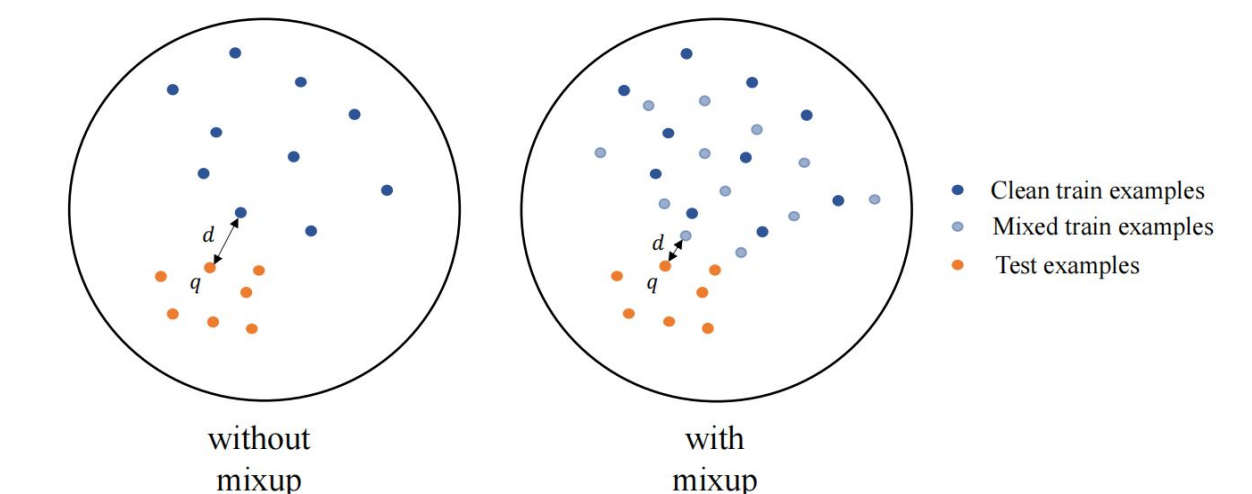 d
q
d
q
Clean train examples
Mixed train examples
Test examples
without
mixup
with
mixup